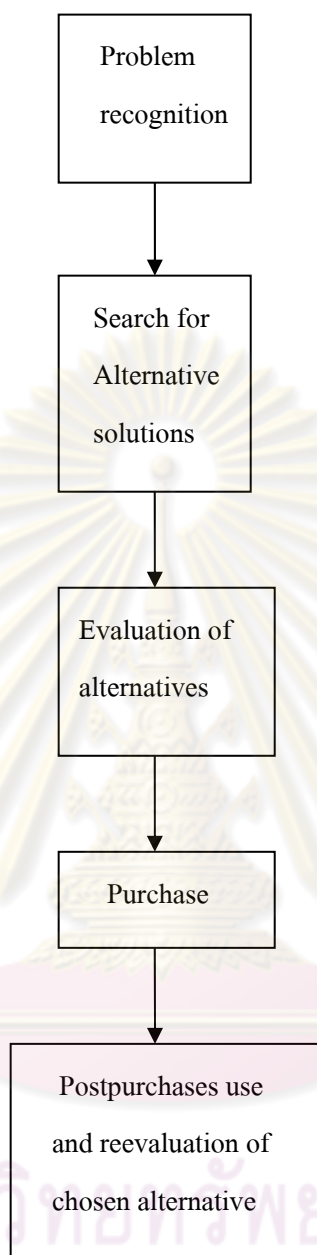 Problem
recognition
Search for
Alternative
solutions
Evaluation of
alternatives
Purchase
Postpurchases use
and reevaluation of
chosen alternative